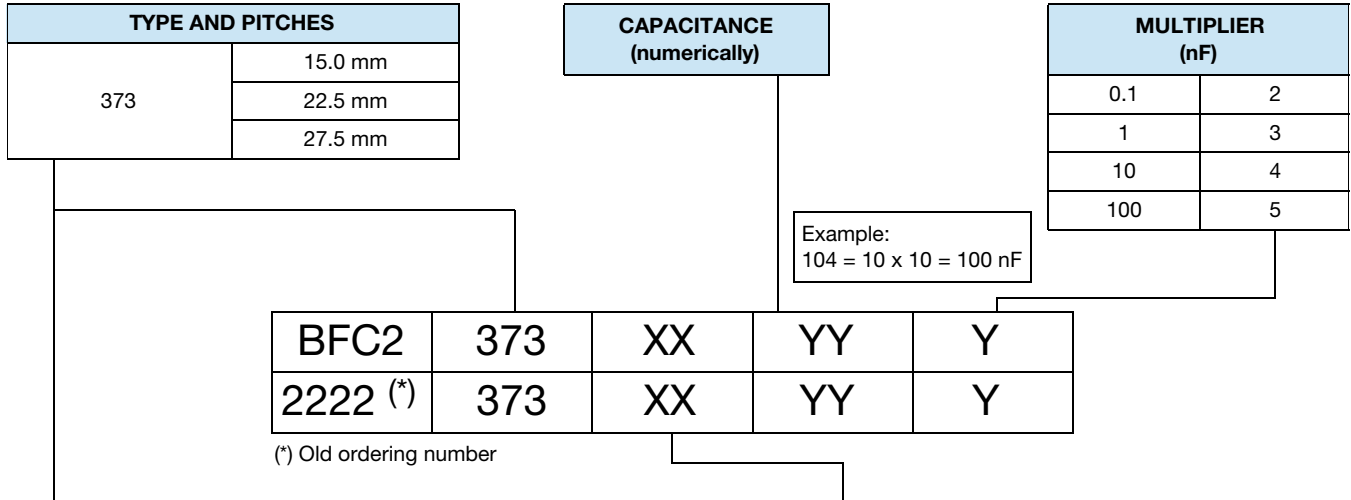 TYPE AND PITCHES
373
15.0 mm
22.5 mm
27.5 mm
CAPACITANCE
(numerically)
MULTIPLIER
(nF)
0.1 2
1 3
10 4
100 5
Example:
104 = 10 x 10 = 100 nF
BFC2 373 XX YY Y
2222 (*) 373 XX YY Y
(*) Old ordering number